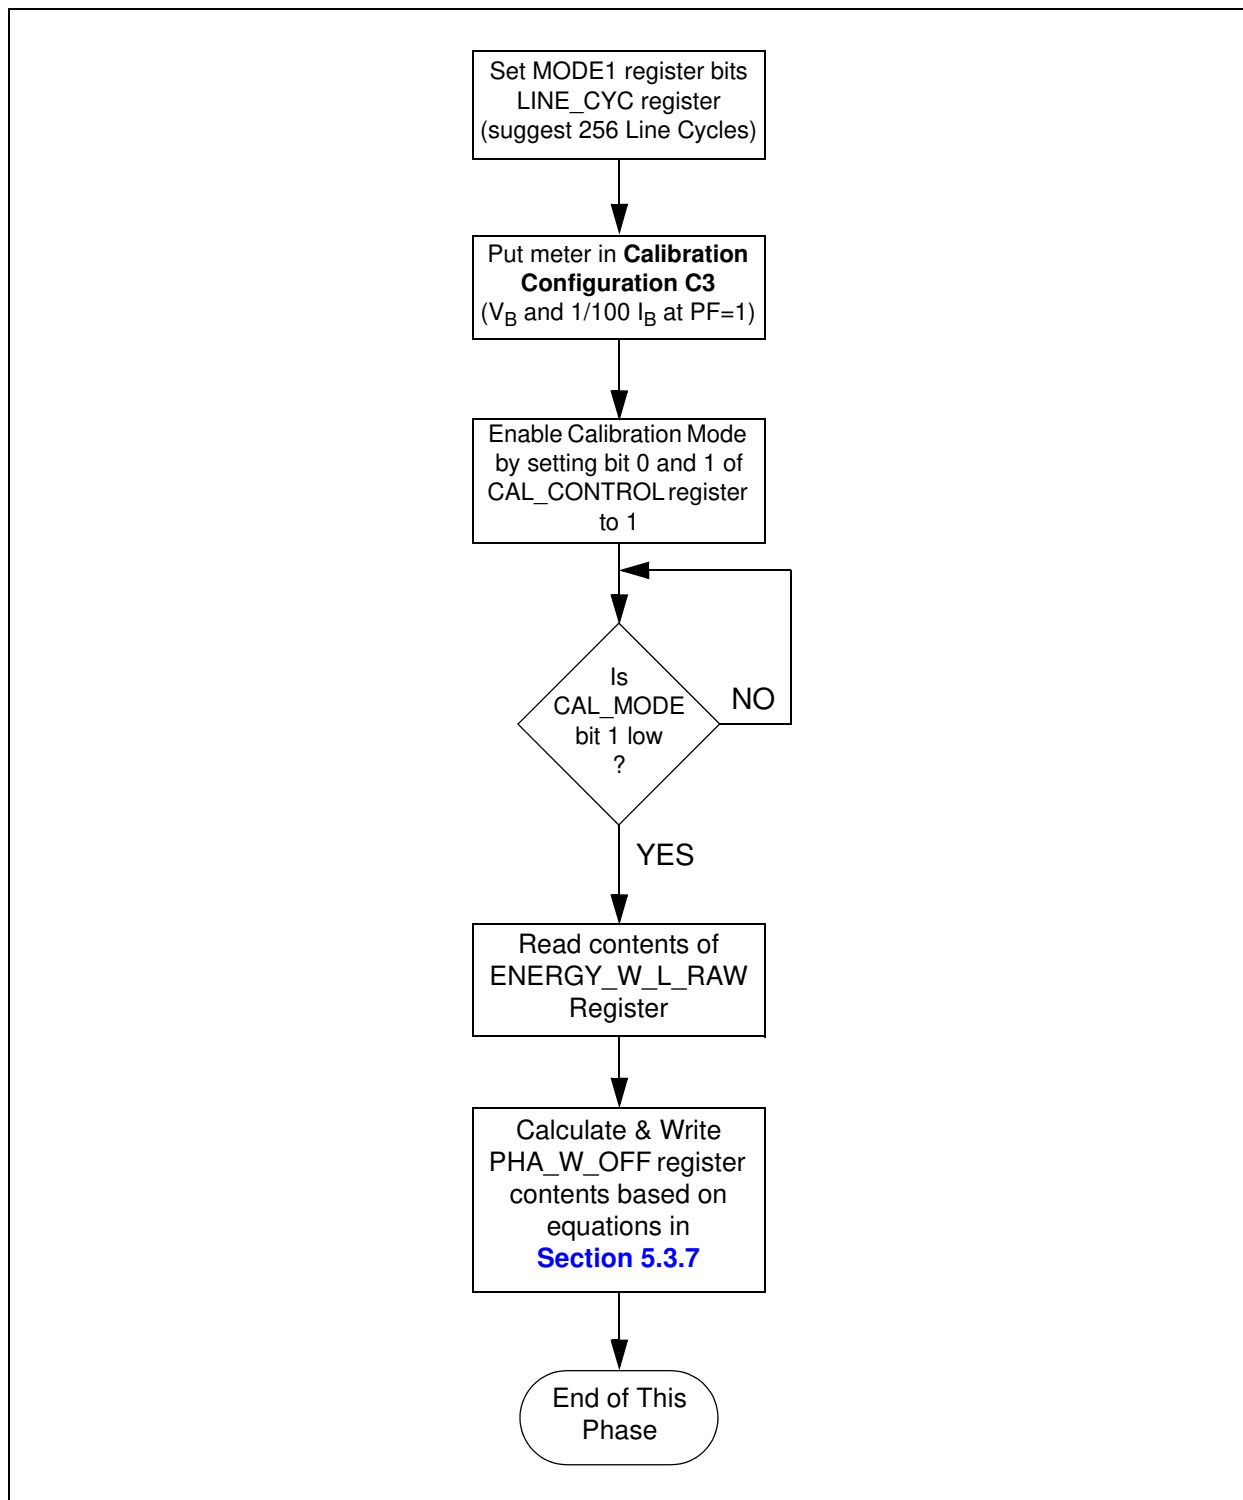 Set MODE1 register bits
LINE_CYC register
(suggest 256 Line Cycles)
Put meter in Calibration
Configuration C3
(VB and 1/100 IB at PF=1)
Enable Calibration Mode
by setting bit 0 and 1 of
CAL_CONTROL register
to 1
Is
CAL_MODE
bit 1 low
?
NO
YES
Read contents of
ENERGY_W_L_RAW
Register
Calculate & Write
PHA_W_OFF register
contents based on
equations in
Section 5.3.7
End of This
Phase